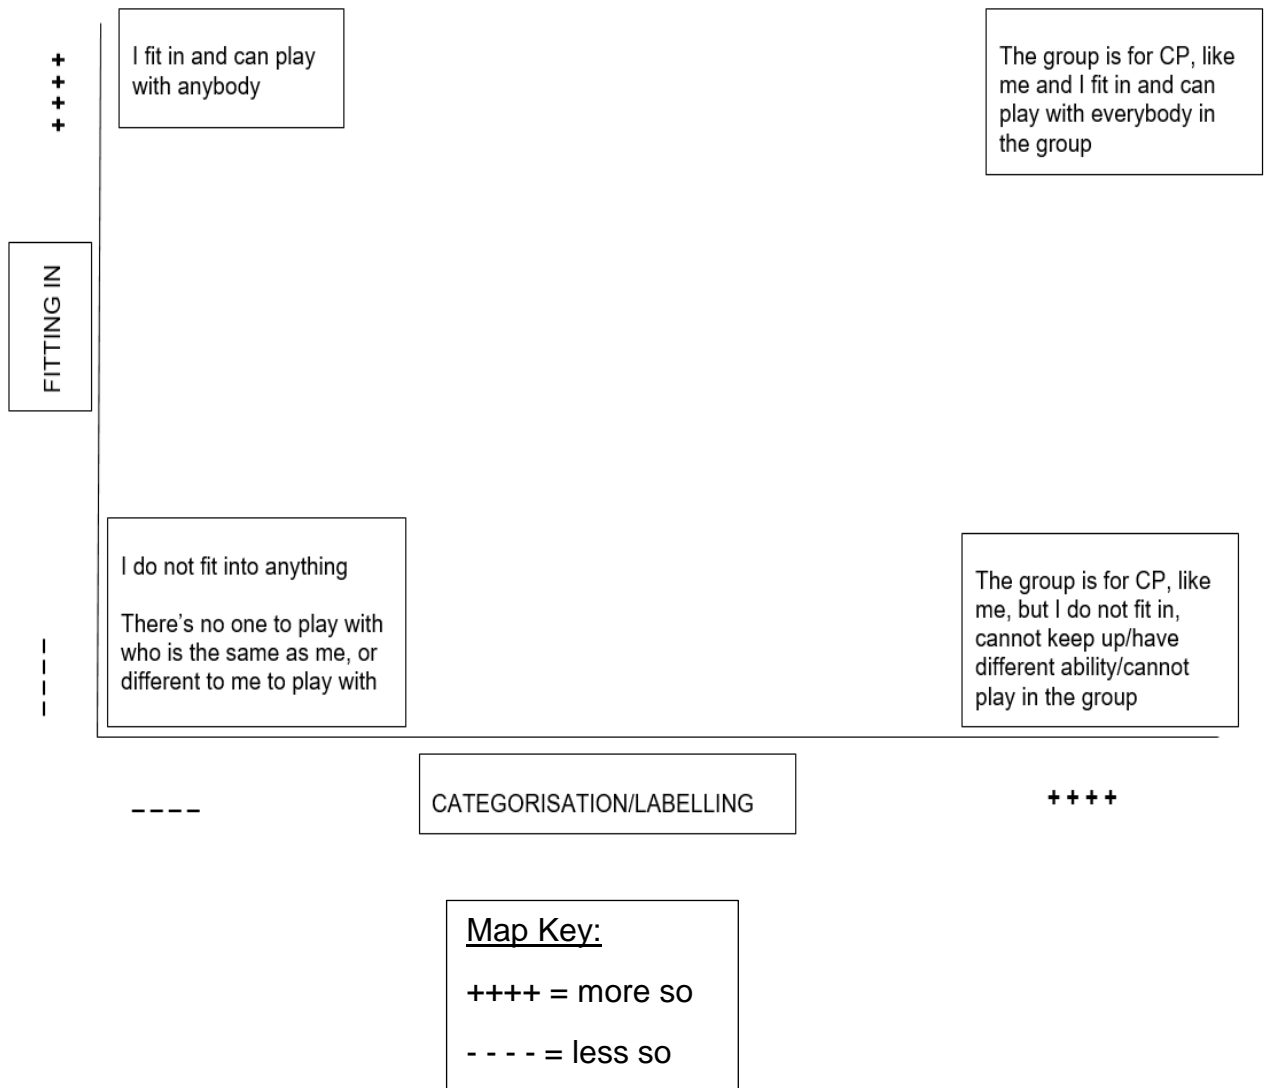 ++++
I fit in and can play
with anybody
The group is for CP, like
me and I fit in and can
play with everybody in
the group
FITTING IN
I do not fit into anything
There's no one to play with
who is the same as me, or
different to me to play with
The group is for CP, like
me, but I do not fit in,
cannot keep up/have
different ability/cannot
play in the group
----
----
CATEGORISATION/LABELLING
++++
Map Key:
++++ = more so
- - - - = less so